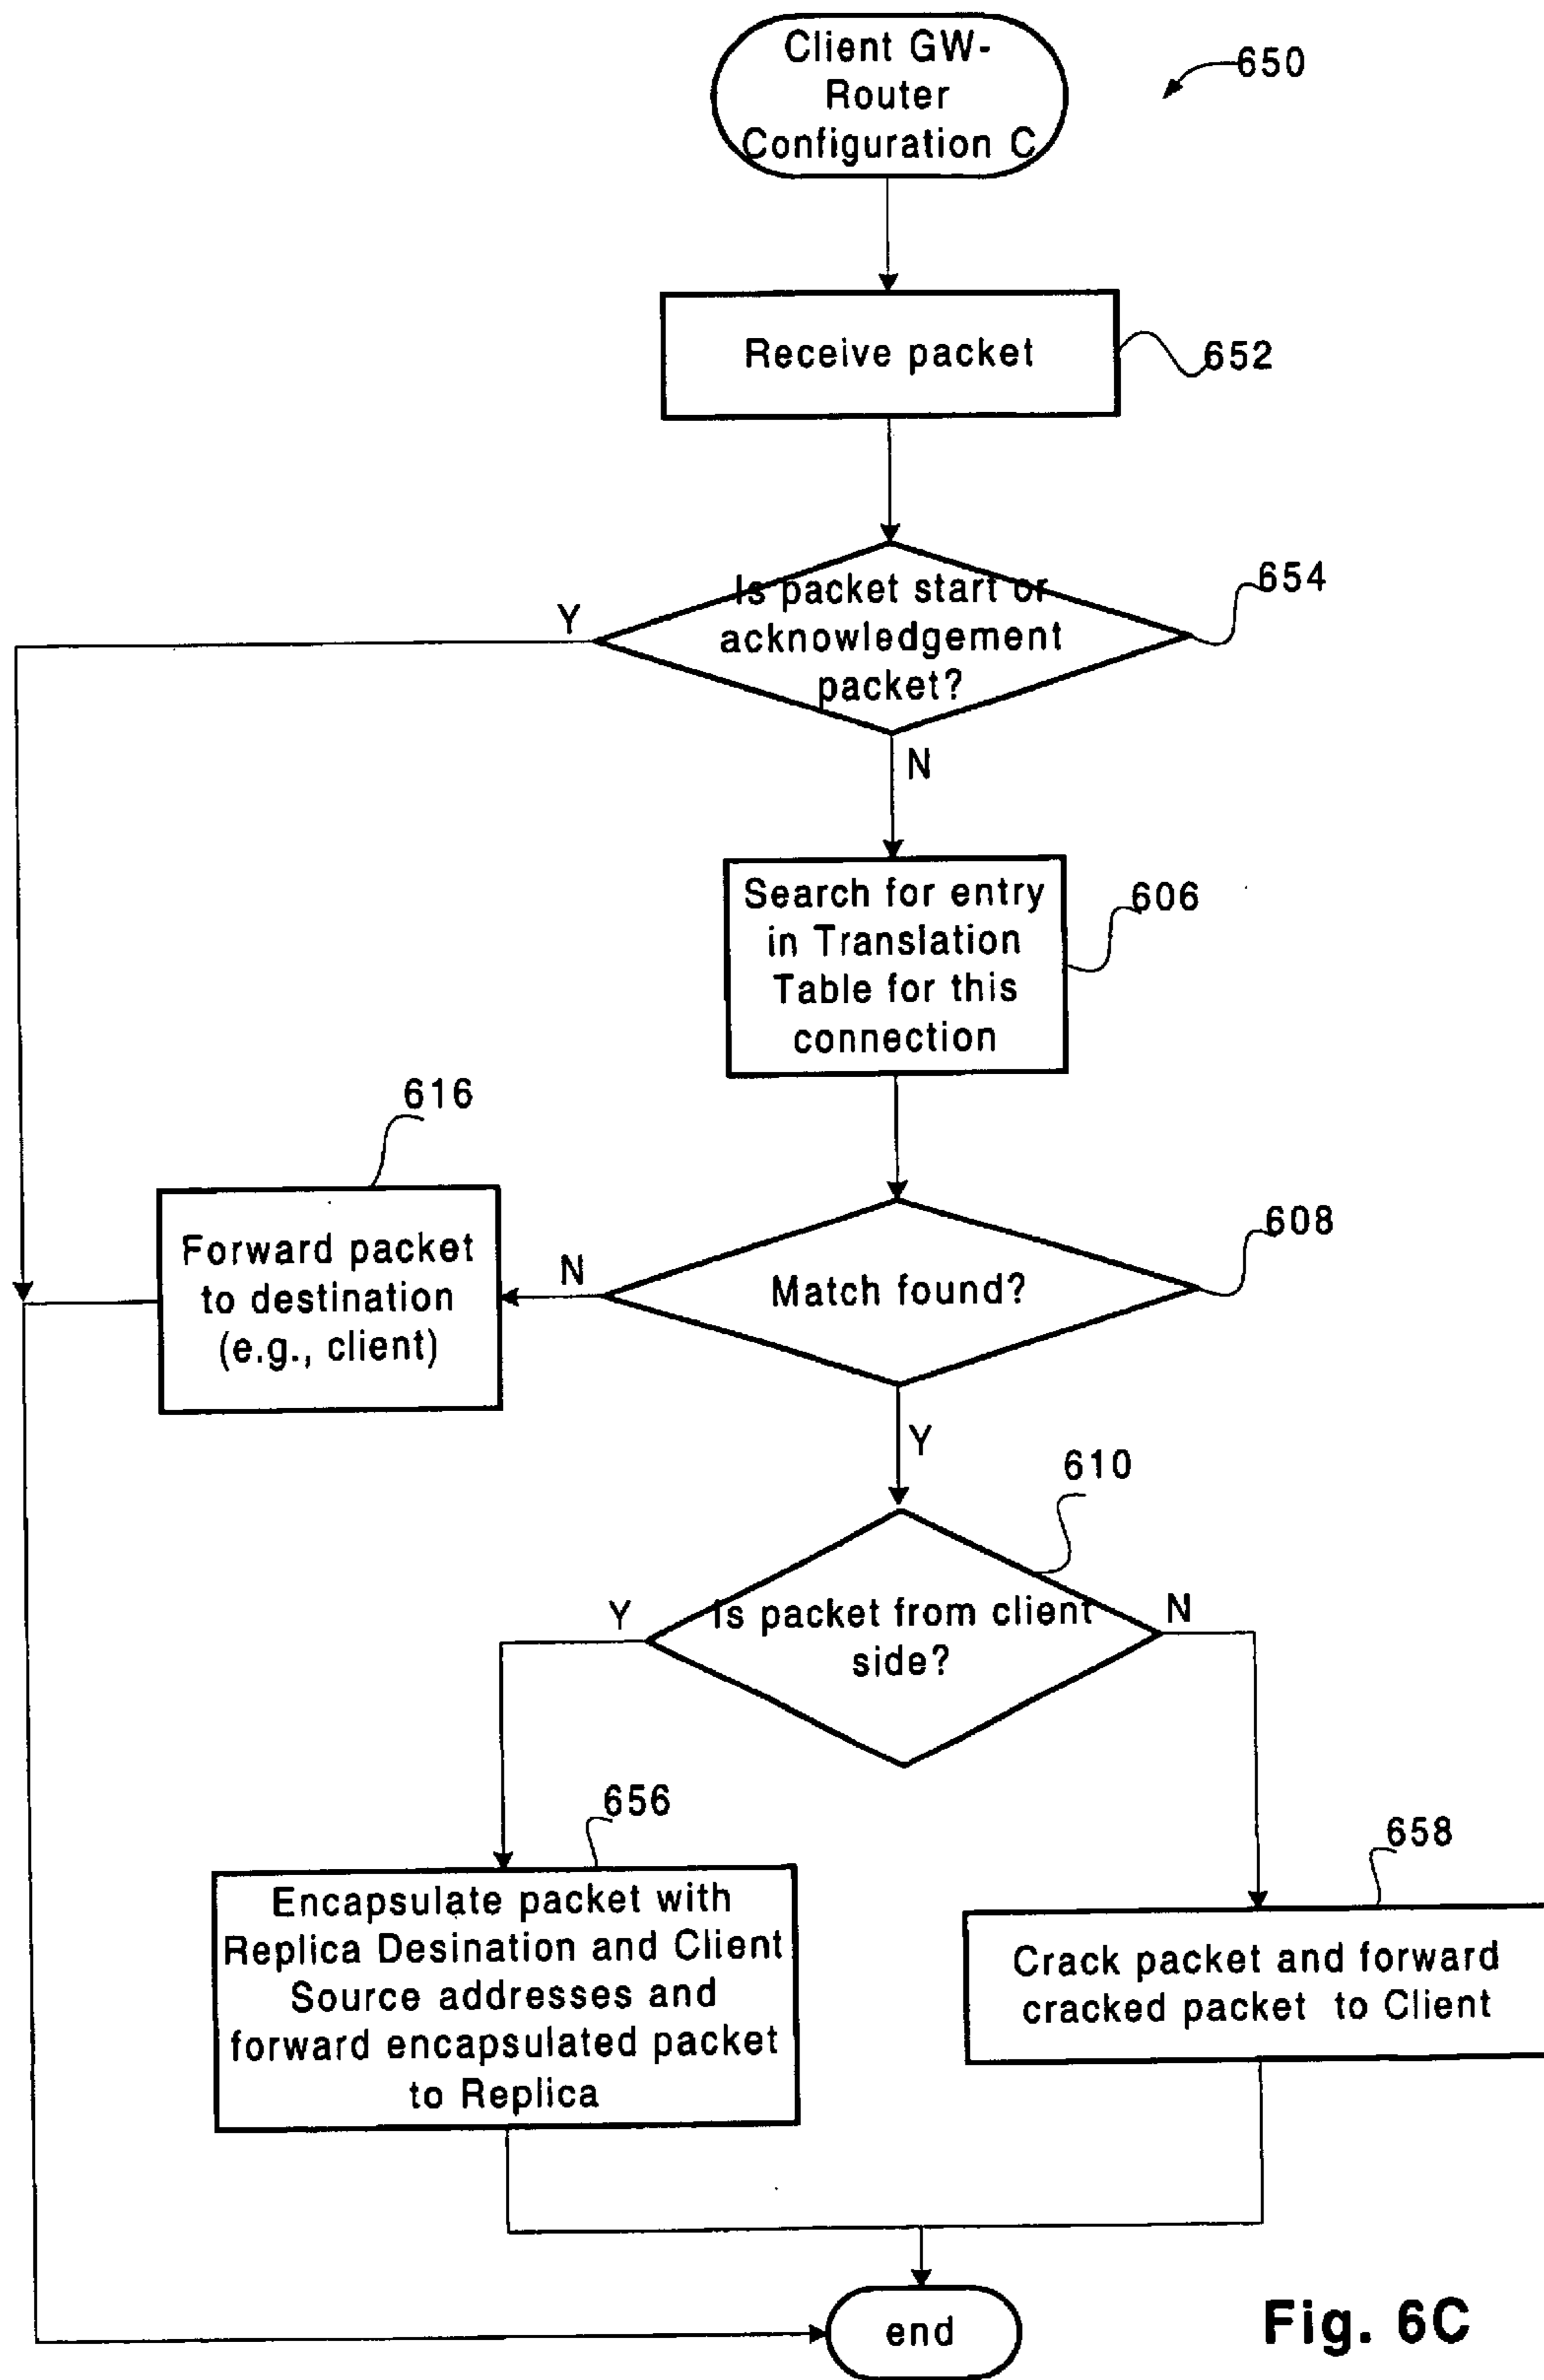 Client GW-
Router
Configuration C
650
Receive packet
652
Is packet start or
acknowledgement
packet?
654
Y
N
Search for entry
in Translation
Table for this
connection
606
616
Forward packet
to destination
(e.g., client)
N
Match found?
608
Y
610
Is packet from client
side?
Y
N
656
Encapsulate packet with
Replica Desination and Client
Source addresses and
forward encapsulated packet
to Replica
658
Crack packet and forward
cracked packet to Client
end
Fig. 6C